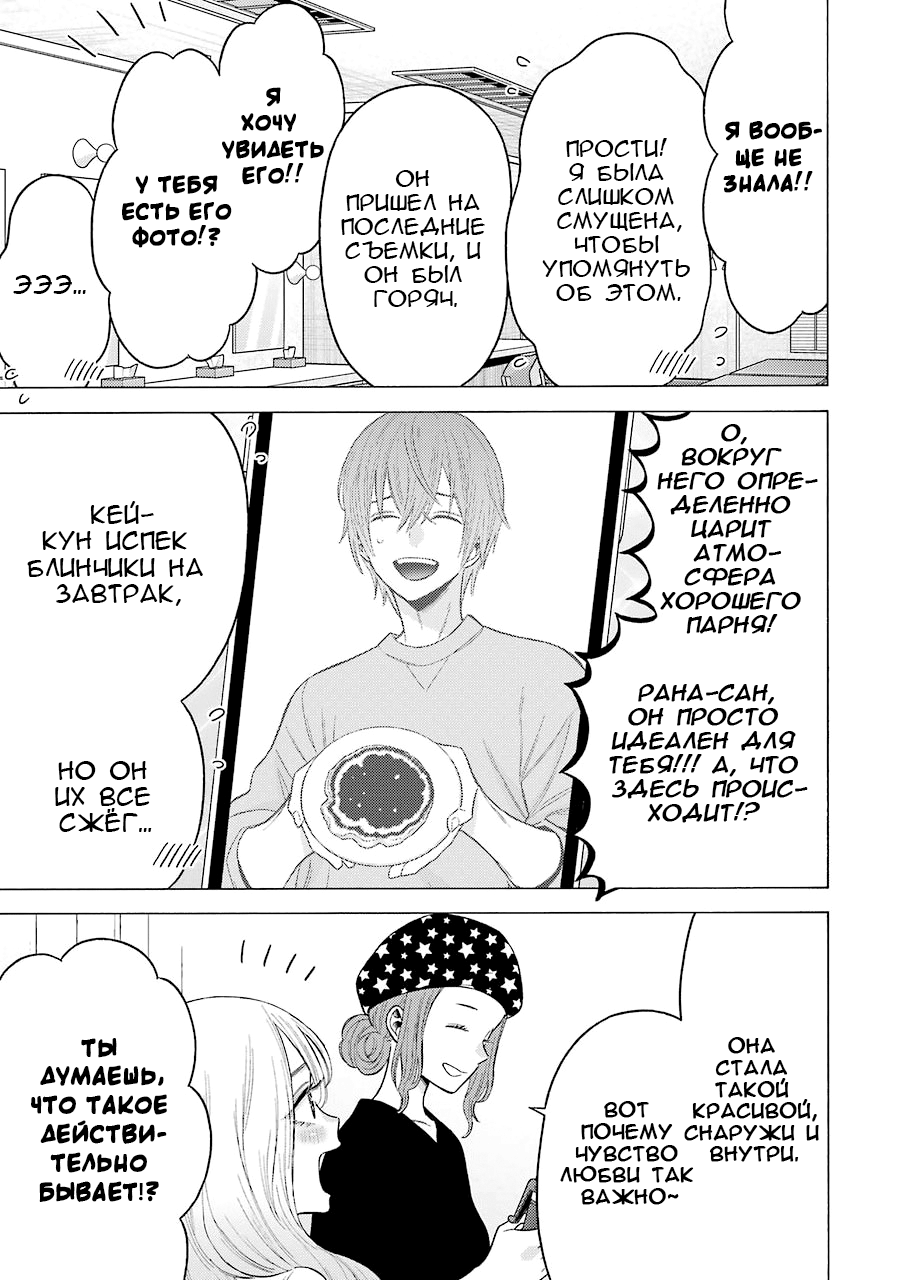 Я ВООБ-
ЩЕ НЕ
ЗНАЛА!!
ПРОСТИ!
Я БЫЛА
СЛИШКОМ
СМУЩЕНА,
ЧТОБЫ
УПОМЯНУТЬ
ОБ ЭТОМ.
ОН
ПРИШЕЛ НА
ПОСЛЕДНИЕ
СЪЕМКИ, И
ОН БЫЛ
ГОРЯЧ.
Я
ХОЧУ
УВИДЕТЬ
ЕГО!!
У ТЕБЯ
ЕСТЬ ЕГО
ФОТО!?
ЭЭЭ...
О,
ВОКРУГ
НЕГО ОПРЕ-
ДЕЛЕННО
ЦАРИТ
АТМО-
СФЕРА
ХОРОШЕГО
ПАРНЯ!
РАНА-САН,
ОН ПРОСТО
ИДЕАЛЕН ДЛЯ
ТЕБЯ!!! А, ЧТО
ЗДЕСЬ ПРОИС-
ХОДИТ!?
КЕЙ-
КУН ИСПЕК
БЛИНЧИКИ НА
ЗАВТРАК,
НО ОН
ИХ ВСЕ
СЖЁГ...
ОНА
СТАЛА
ТАКОЙ
КРАСИВОЙ,
СНАРУЖИ И
ВНУТРИ.
ВОТ
ПОЧЕМУ
ЧУВСТВО
ЛЮБВИ ТАК
ВАЖНО~
ТЫ
ДУМАЕШЬ,
ЧТО ТАКОЕ
ДЕЙСТВИ-
ТЕЛЬНО
БЫВАЕТ!?